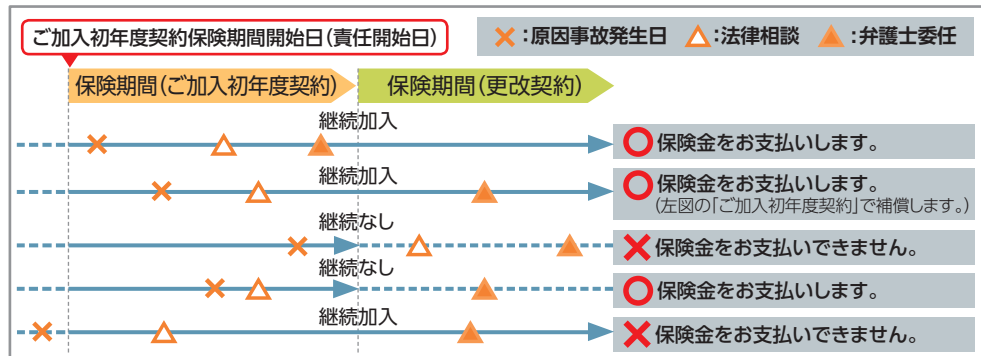 ご加入初年度契約保険期間開始日(責任開始日)
×:原因事故発生日 △:法律相談 ▲:弁護士委任
保険期間(ご加入初年度契約) 保険期間(更改契約)
継続加入
○保険金をお支払いします。
継続加入
○保険金をお支払いします。
(左図の「ご加入初年度契約」で補償します。)
継続なし
×保険金をお支払いできません。
継続なし
○保険金をお支払いします。
継続加入
×保険金をお支払いできません。